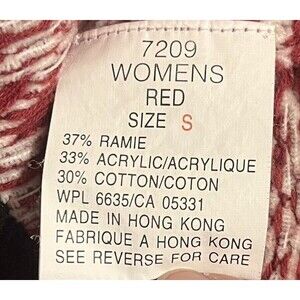 7209
WOMENS
RED
SIZE S
37% RAMIE
33% ACRYLIC/ACRYLIQUE
30% COTTON/COTON
WPL 6635/CA 05331
MADE IN HONG KONG
FABRIQUE A HONG KONG
SEE REVERSE FOR CARE